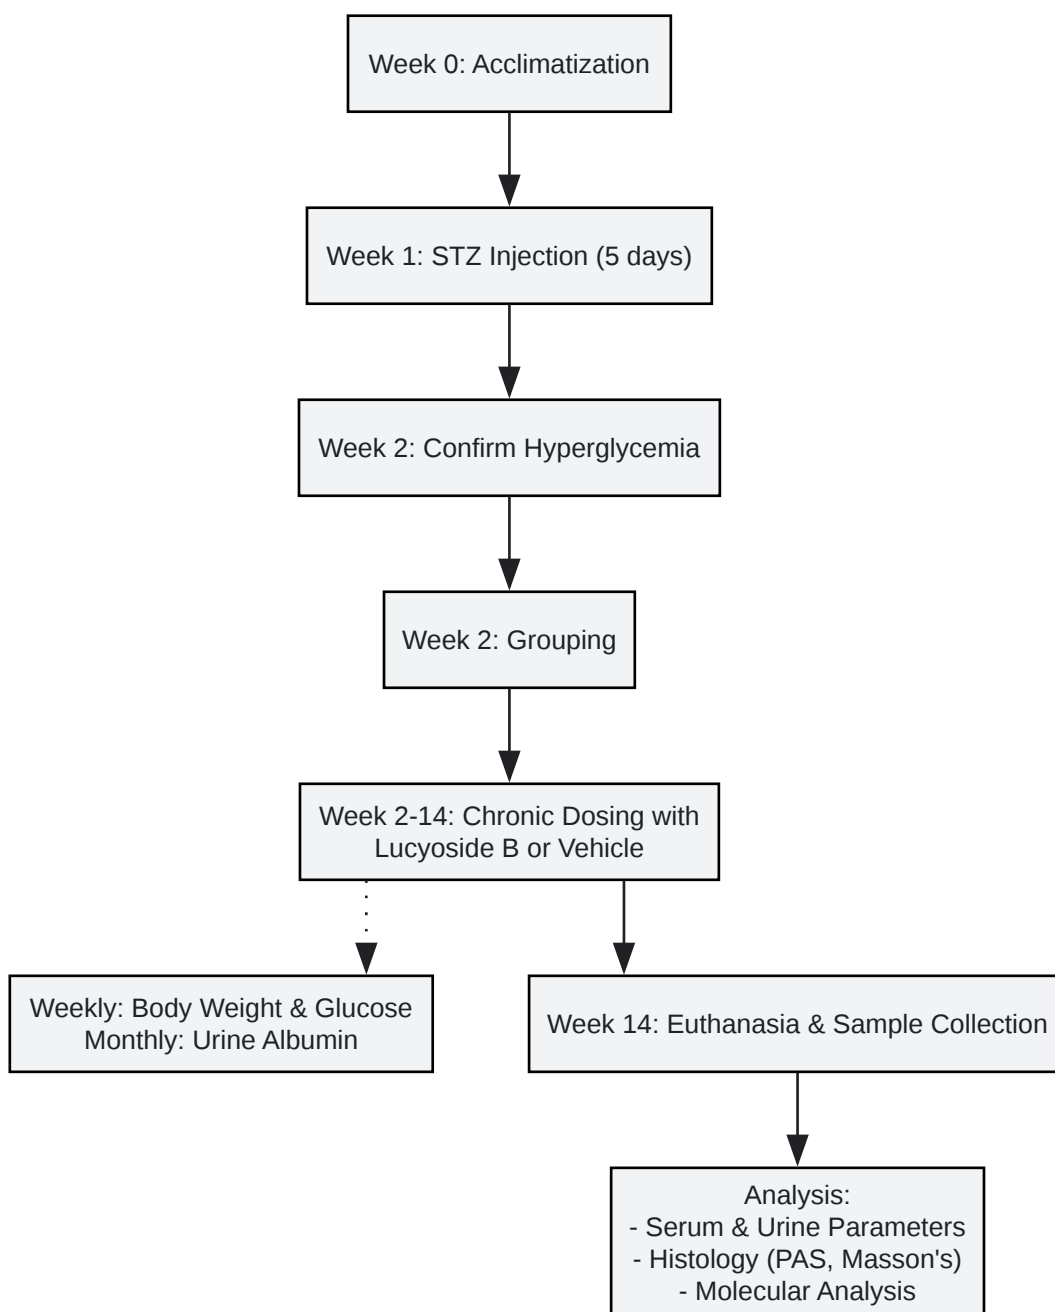 Week 0: Acclimatization
Week 1: STZ Injection (5 days)
Week 2: Confirm Hyperglycemia
Week 2: Grouping
Week 2-14: Chronic Dosing with
Lucyoside B or Vehicle
Weekly: Body Weight & Glucose
Monthly: Urine Albumin
Week 14: Euthanasia & Sample Collection
Analysis:
- Serum & Urine Parameters
- Histology (PAS, Masson's)
- Molecular Analysis